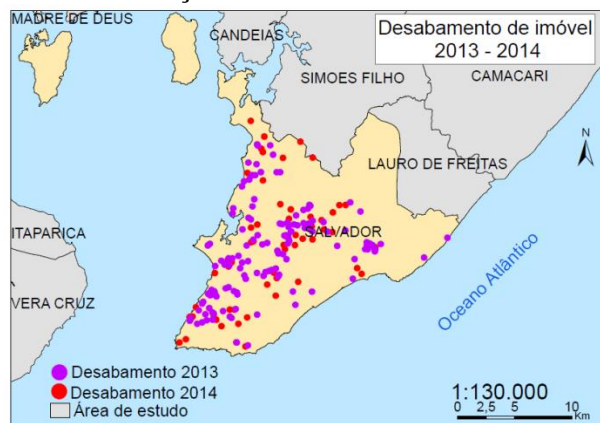 MADRE DE DEUS
CANDEIAS
Desabamento de imóvel
2013 - 2014
SIMOES FILHO
CAMACARI
N
LAURO DE FREITAS
ITAPARICA
SALVADOR
Oceano Atlântico
VERA CRUZ
Desabamento 2013
Desabamento 2014
Área de estudo
1:130.000
0 2,5 5 10
Km